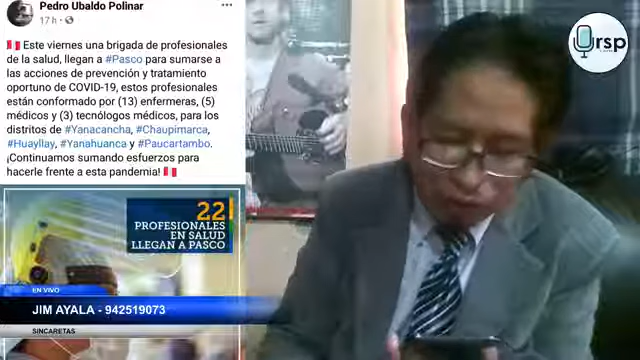 Pedro Ubaldo Polinar
17 h ·
Este viernes una brigada de profesionales
de la salud, llegan a #Pasco para sumarse a
las acciones de prevención y tratamiento
oportuno de COVID-19, estos profesionales
están conformado por (13) enfermeras, (5)
médicos y (3) tecnólogos médicos, para los
distritos de #Yanacancha, #Chaupimarca,
#Huayllay, #Yanahuanca y #Paucartambo.
¡Continuamos sumando esfuerzos para
hacerle frente a esta pandemia!
22
PROFESIONALES
EN SALUD
LLEGAN A PASCO
EN VIVO
JIM AYALA - 942519073
SINCARETAS
rsp